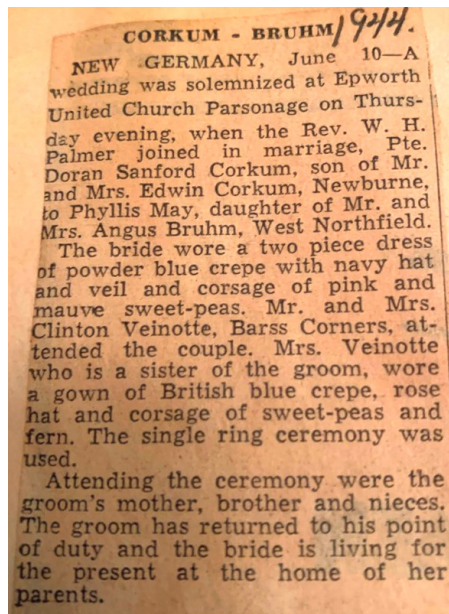 CORKUM - BRUHM 1944.
NEW GERMANY, June 10—A
wedding was solemnized at Epworth
United Church Parsonage on Thurs-
day evening, when the Rev. W. H.
Palmer joined in marriage, Pte.
Doran Sanford Corkum, son of Mr.
and Mrs. Edwin Corkum, Newburne,
to Phyllis May, daughter of Mr. and
Mrs. Angus Bruhm, West Northfield.
The bride wore a two piece dress
of powder blue crepe with navy hat
and veil and corsage of pink and
mauve sweet-peas. Mr. and Mrs.
Clinton Veinotte, Barss Corners, at-
tended the couple. Mrs. Veinotte
who is a sister of the groom, wore
a gown of British blue crepe, rose
hat and corsage of sweet-peas and
fern. The single ring ceremony was
used.
Attending the ceremony were the
groom's mother, brother and nieces.
The groom has returned to his point
of duty and the bride is living for
the present at the home of her
parents.